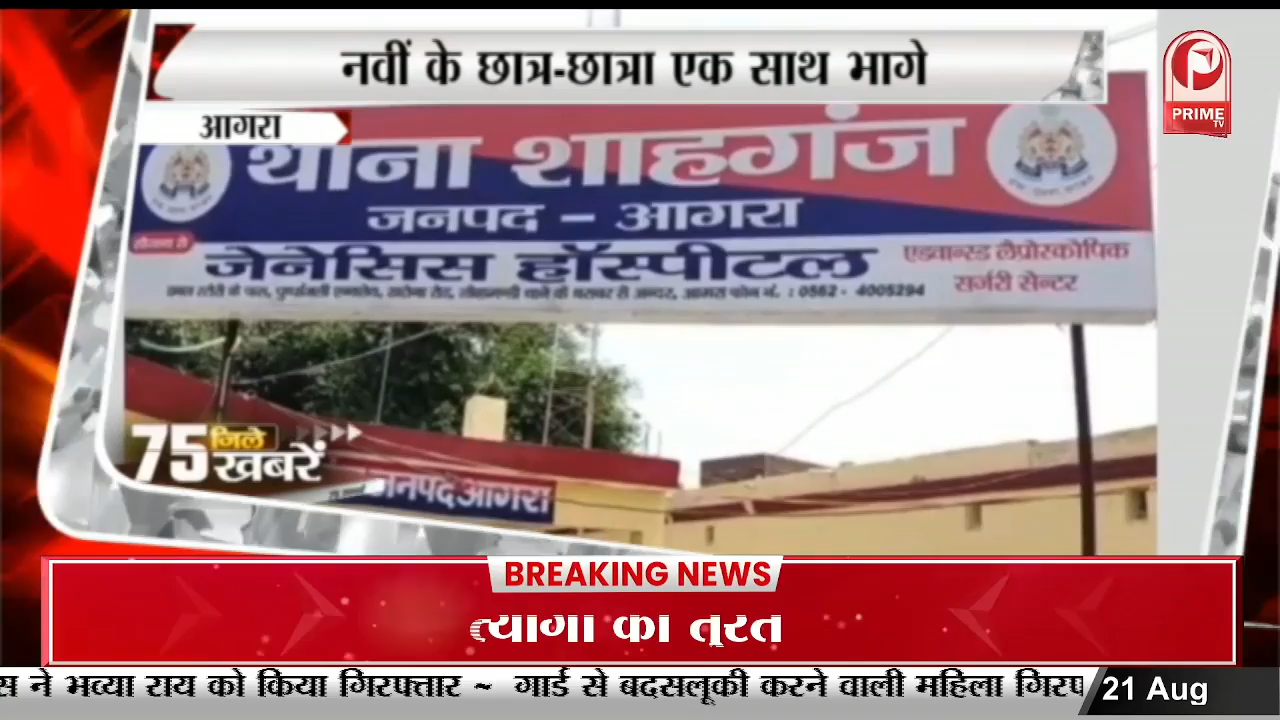 नवीं के छात्र-छात्रा एक साथ भागे
PRIME
TV
आगरा
थाना शाहगंज
जनपद - आगरा
जेनेसिस हॉस्पीटल
एडवान्स्ड लैप्रोस्कोपिक
सर्जरी सेन्टर
आगरा फोन नं. : 0562 - 4005294
75 जिले
खबरें
जनपद आगरा
BREAKING NEWS
स ने भव्या राय को किया गिरफ्तार ~ गार्ड से बदसलूकी करने वाली महिला गिरफ
21 Aug